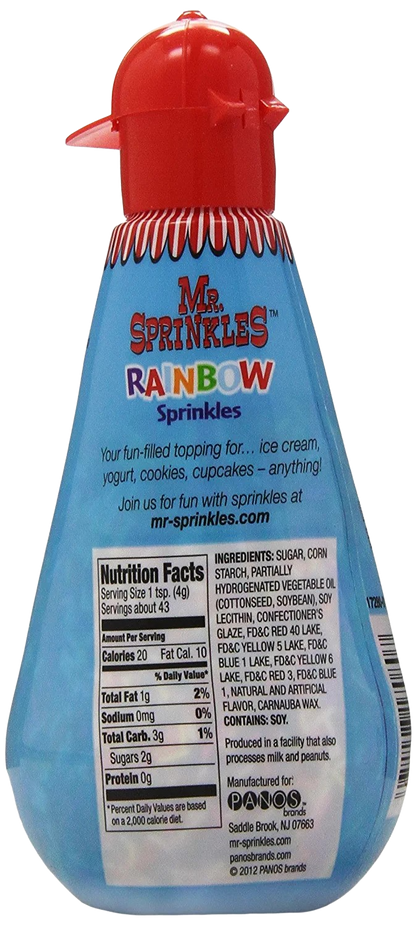 MR.
SPRINKLES™
RAINBOW
Sprinkles
Your fun-filled topping for... ice cream,
yogurt, cookies, cupcakes – anything!
Join us for fun with sprinkles at
mr-sprinkles.com
Nutrition Facts
Serving Size 1 tsp. (4g)
Servings about 43
Amount Per Serving
Calories 20 Fat Cal. 10
% Daily Value*
Total Fat 1g 2%
Sodium 0mg 0%
Total Carb. 3g 1%
Sugars 2g
Protein 0g
*Percent Daily Values are based
on a 2,000 calorie diet.
INGREDIENTS: SUGAR, CORN
STARCH, PARTIALLY
HYDROGENATED VEGETABLE OIL
(COTTONSEED, SOYBEAN), SOY
LECITHIN, CONFECTIONER'S
GLAZE, FD&C RED 40 LAKE,
FD&C YELLOW 5 LAKE, FD&C
BLUE 1 LAKE, FD&C YELLOW 6
LAKE, FD&C RED 3, FD&C BLUE
1, NATURAL AND ARTIFICIAL
FLAVOR, CARNAUBA WAX.
CONTAINS: SOY.
Produced in a facility that also
processes milk and peanuts.
Manufactured for:
PANOS™
brands
Saddle Brook, NJ 07663
mr-sprinkles.com
panosbrands.com
© 2012 PANOS brands